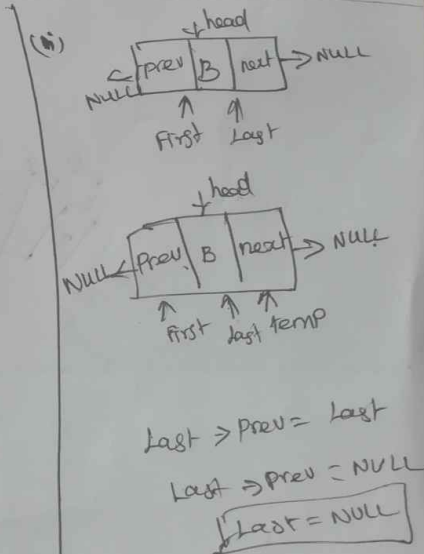 (iii)
head
NULL prev B next NULL
First Last
head
NULL Prev B next NULL
First Last temp
Last → Prev = Last
Last → Prev = NULL
Last = NULL